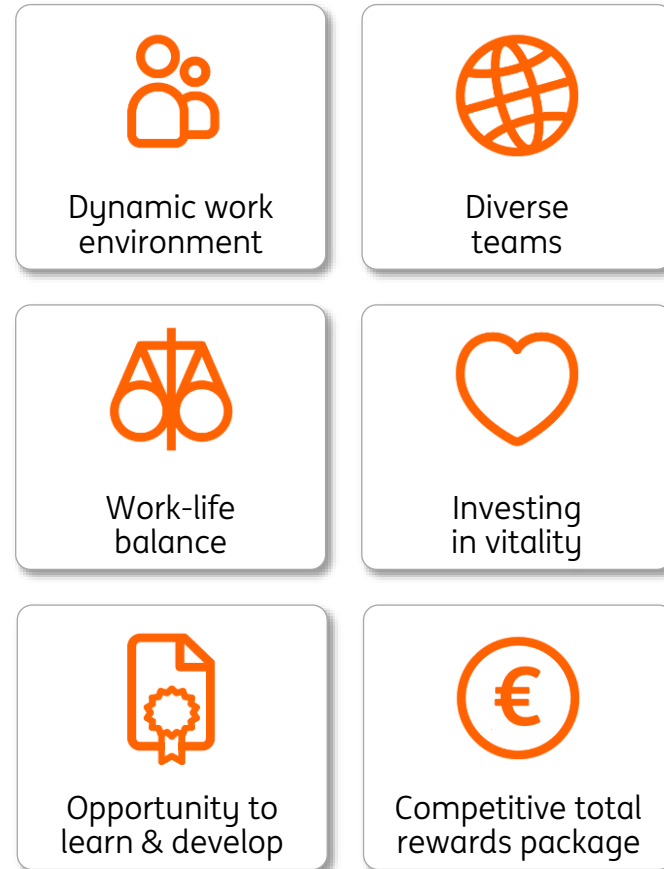 Dynamic work
environment
Diverse
teams
Work-life
balance
Investing
in vitality
€
Opportunity to
learn & develop
Competitive total
rewards package